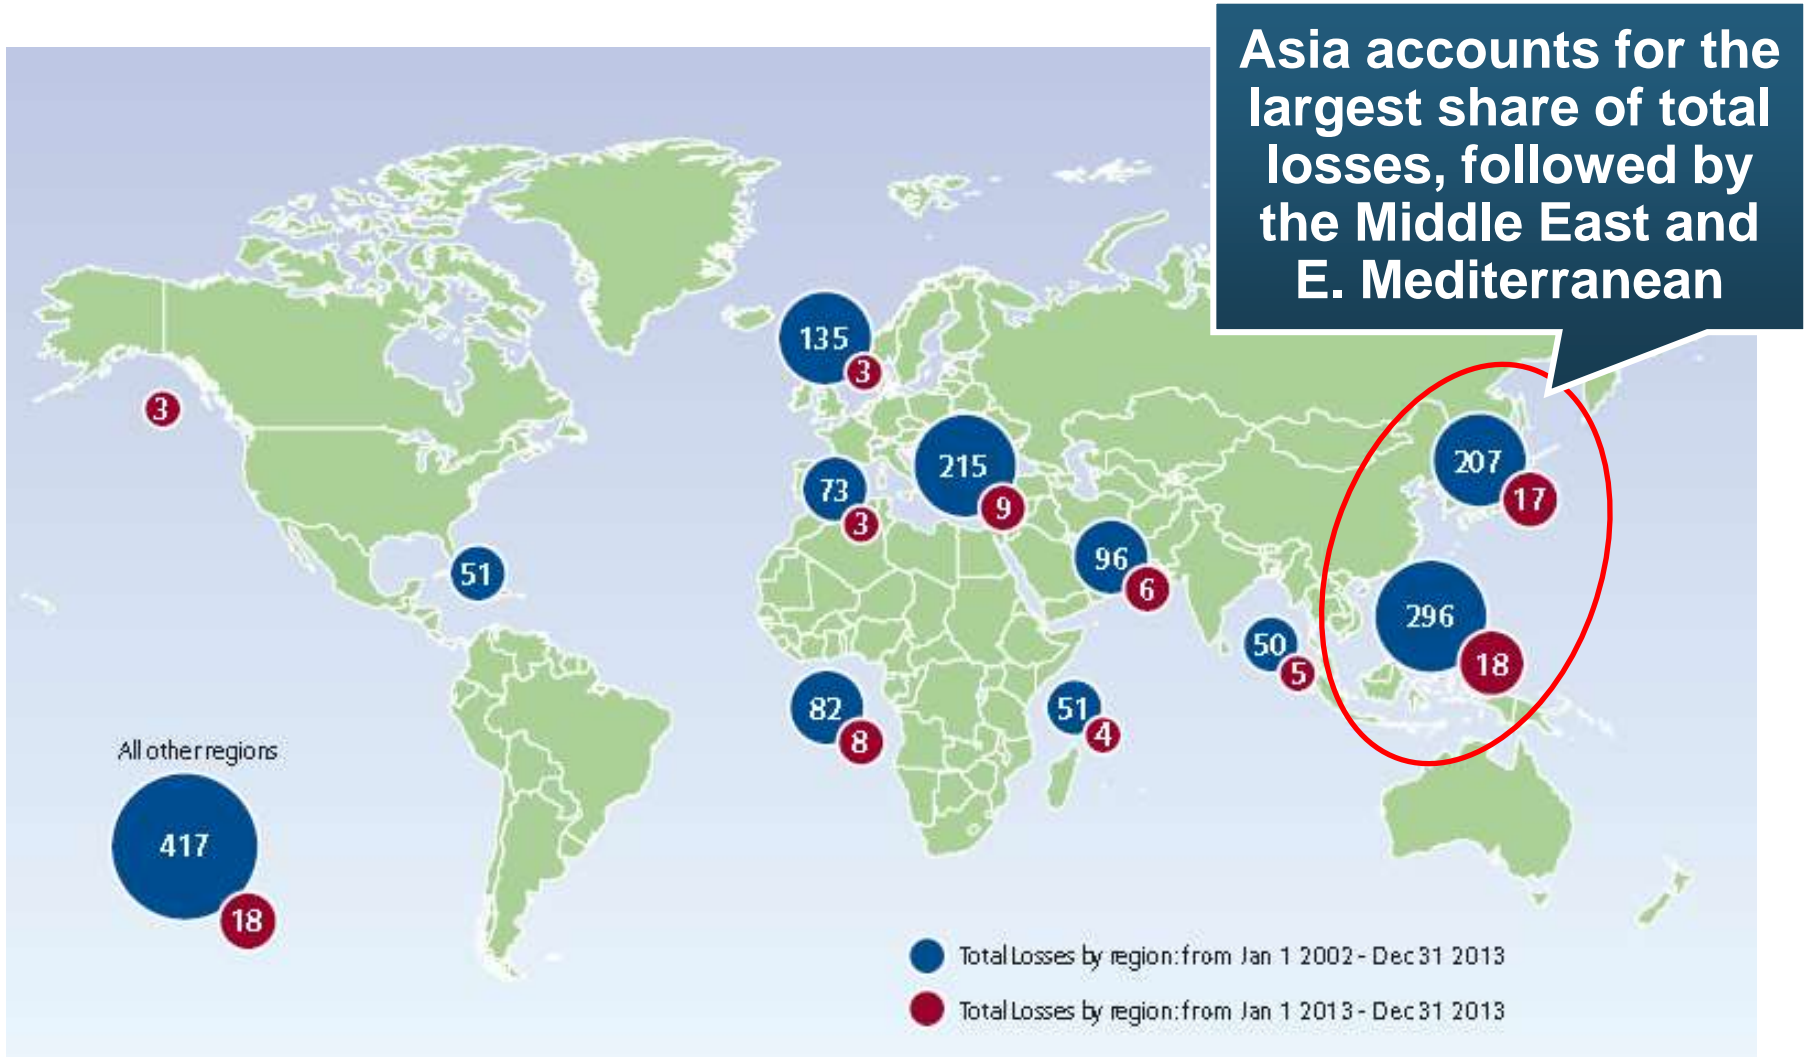 Asia accounts for the
largest share of total
losses, followed by
the Middle East and
E. Mediterranean
135
3
3
207
215
17
73
9
3
96
51
6
296
50
18
5
82
51
8
4
All other regions
417
18
Total Losses by region: from Jan 1 2002 - Dec 31 2013
Total Losses by region: from Jan 1 2013 - Dec 31 2013